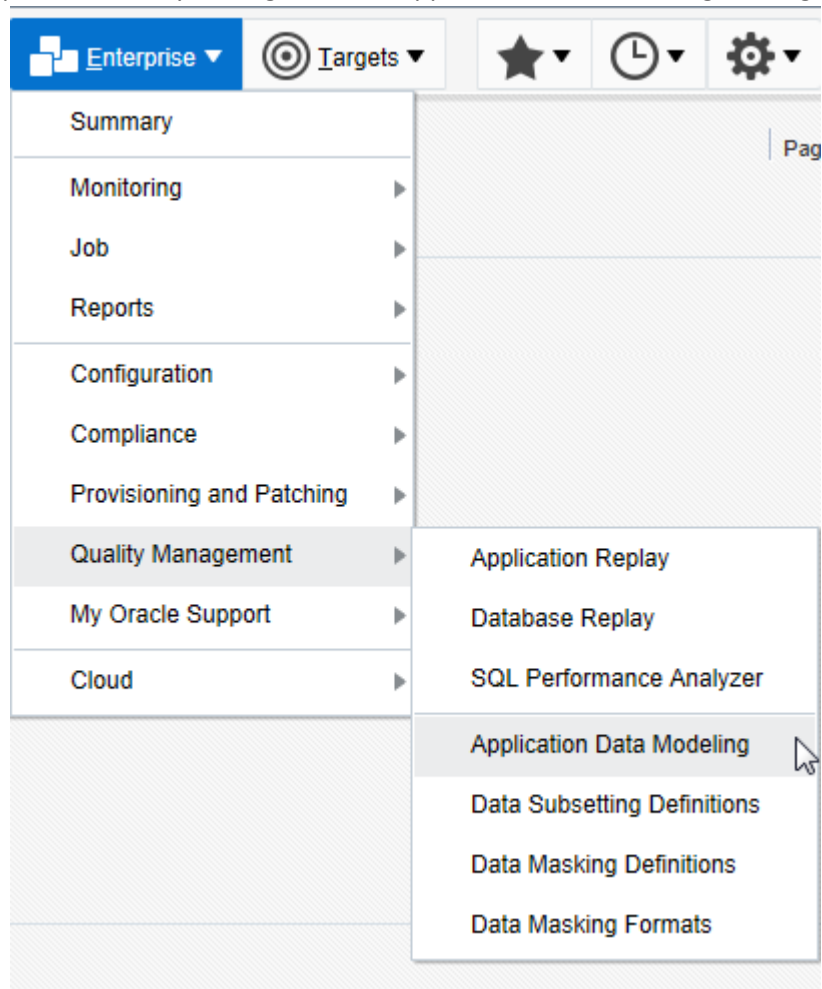 Enterprise Targets
Summary
Pag
Monitoring
Job
Reports
Configuration
Compliance
Provisioning and Patching
Quality Management
My Oracle Support
Cloud
Application Replay
Database Replay
SQL Performance Analyzer
Application Data Modeling
Data Subsetting Definitions
Data Masking Definitions
Data Masking Formats